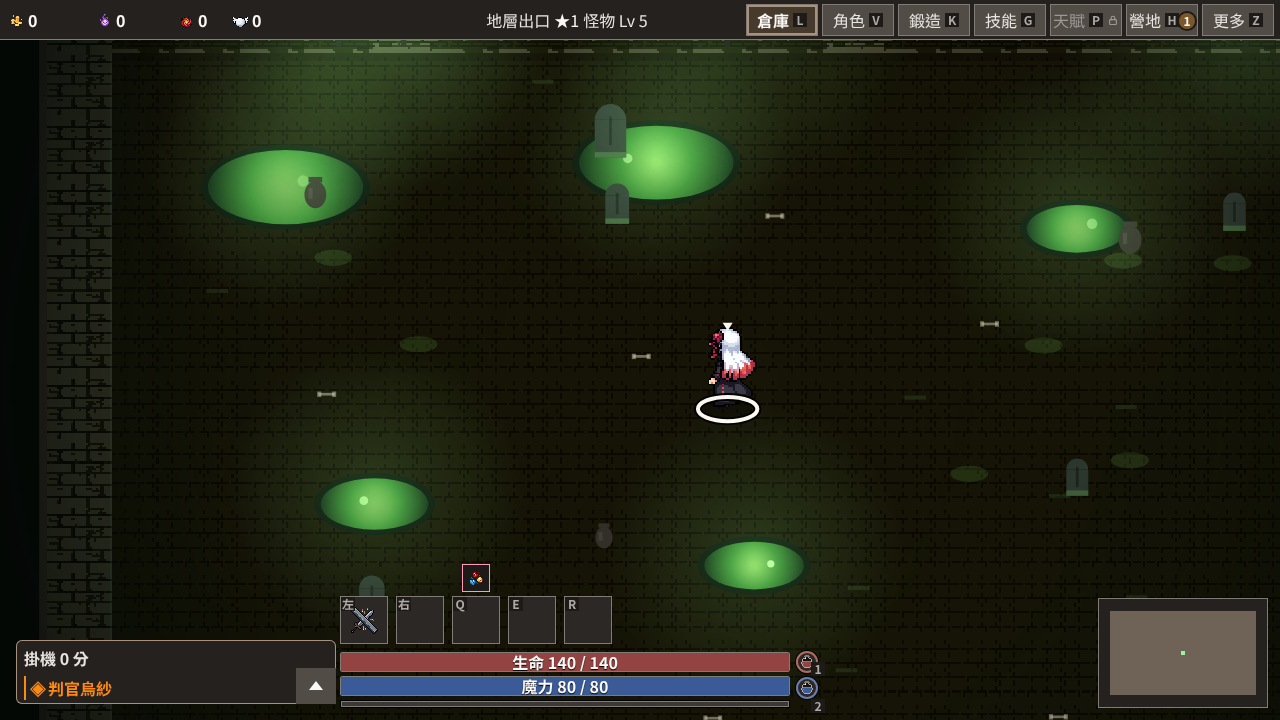 0 0 0 0 地層出口 ★1 怪物 Lv 5 倉庫 L 角色 V 鍛造 K 技能 G 天賦 P 營地 H 1 更多 Z
左 右 Q E R
掛機 0 分
生命 140 / 140 1
判官烏紗
魔力 80 / 80 2